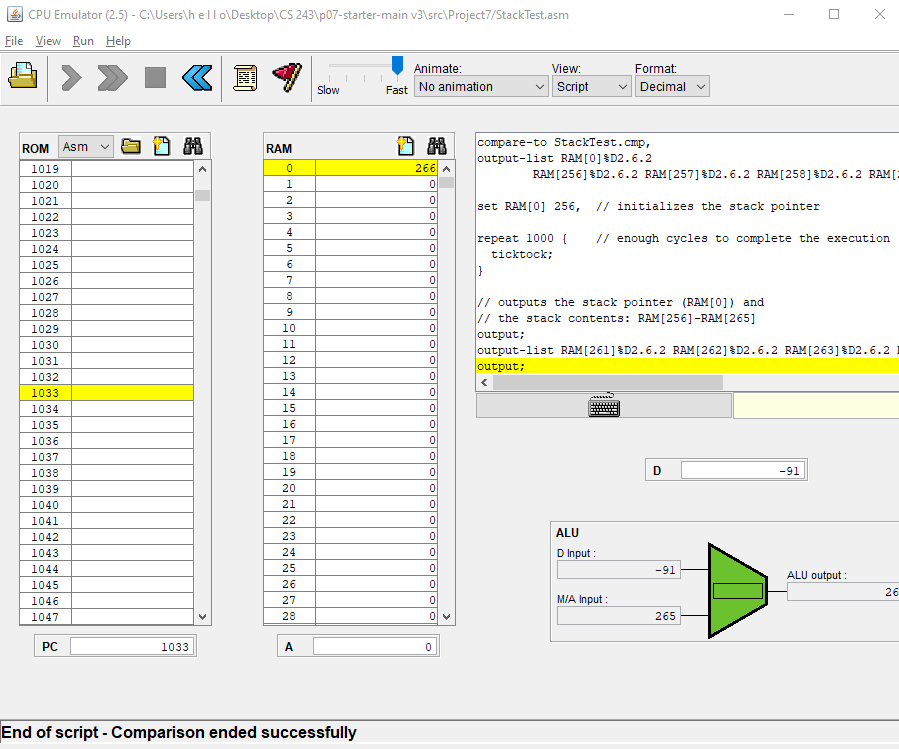 CPU Emulator (2.5) - C:\Users\h e l l o\Desktop\CS 243\p07-starter-main v3\src\Project7/StackTest.asm
File View Run Help
Slow Fast
Animate: View: Format:
No animation Script Decimal
ROM Asm
1019
1020
1021
1022
1023
1024
1025
1026
1027
1028
1029
1030
1031
1032
1033
1034
1035
1036
1037
1038
1039
1040
1041
1042
1043
1044
1045
1046
1047
PC 1033
RAM
0 266
1 0
2 0
3 0
4 0
5 0
6 0
7 0
8 0
9 0
10 0
11 0
12 0
13 0
14 0
15 0
16 0
17 0
18 0
19 0
20 0
21 0
22 0
23 0
24 0
25 0
26 0
27 0
28 0
A 0
compare-to StackTest.cmp,
output-list RAM[0]%D2.6.2
RAM[256]%D2.6.2 RAM[257]%D2.6.2 RAM[258]%D2.6.2 RAM[
set RAM[0] 256,  // initializes the stack pointer
repeat 1000 {    // enough cycles to complete the execution
ticktock;
}
// outputs the stack pointer (RAM[0]) and
// the stack contents: RAM[256]-RAM[265]
output;
output-list RAM[261]%D2.6.2 RAM[262]%D2.6.2 RAM[263]%D2.6.2
output;
D -91
ALU
D Input :
-91
M/A Input :
265
ALU output :
26
End of script - Comparison ended successfully